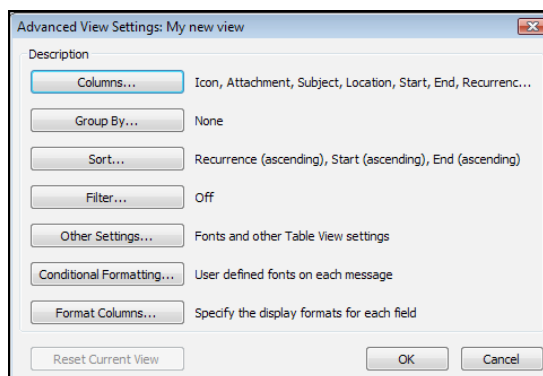 Advanced View Settings: My new view
Description
Columns... Icon, Attachment, Subject, Location, Start, End, Recurrenc...
Group By... None
Sort... Recurrence (ascending), Start (ascending), End (ascending)
Filter... Off
Other Settings... Fonts and other Table View settings
Conditional Formatting... User defined fonts on each message
Format Columns... Specify the display formats for each field
Reset Current View OK Cancel